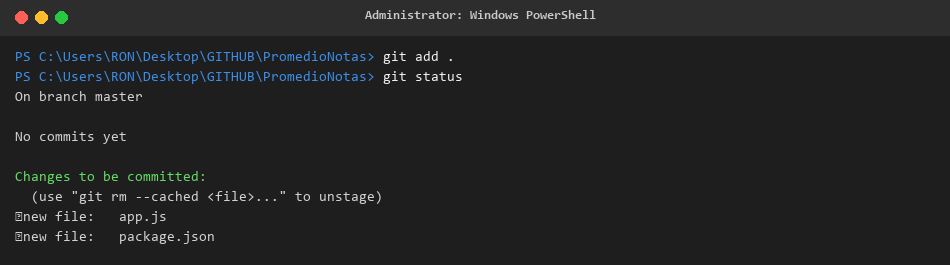 Administrator: Windows PowerShell
PS C:\Users\RON\Desktop\GITHUB\PromedioNotas> git add .
PS C:\Users\RON\Desktop\GITHUB\PromedioNotas> git status
On branch master
No commits yet
Changes to be committed:
(use "git rm --cached <file>..." to unstage)
new file: app.js
new file: package.json